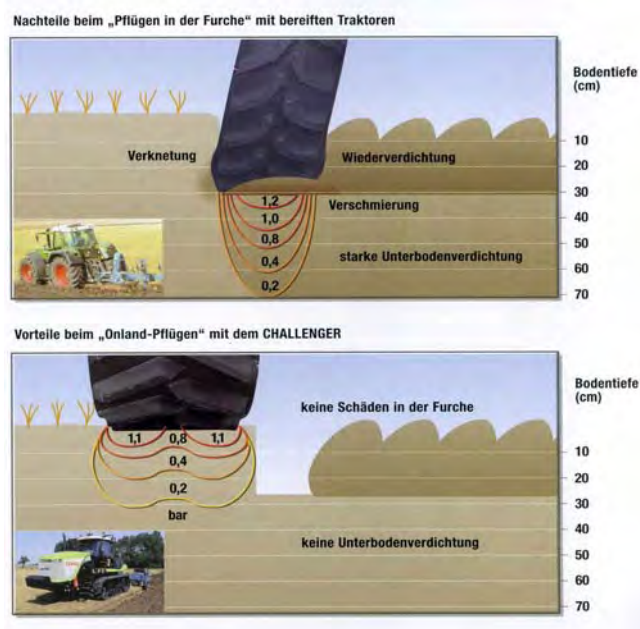 Nachteile beim „Pflügen in der Furche“ mit bereiften Traktoren
Bodentiefe
(cm)
Verknetung
Wiederverdichtung
Verschmierung
starke Unterbodenverdichtung
1,2
1,0
0,8
0,4
0,2
10
20
30
40
50
60
70
Vorteile beim „Onland-Pflügen“ mit dem CHALLENGER
Bodentiefe
(cm)
keine Schäden in der Furche
1,1 0,8 1,1
0,4
0,2
bar
keine Unterbodenverdichtung
10
20
30
40
50
60
70